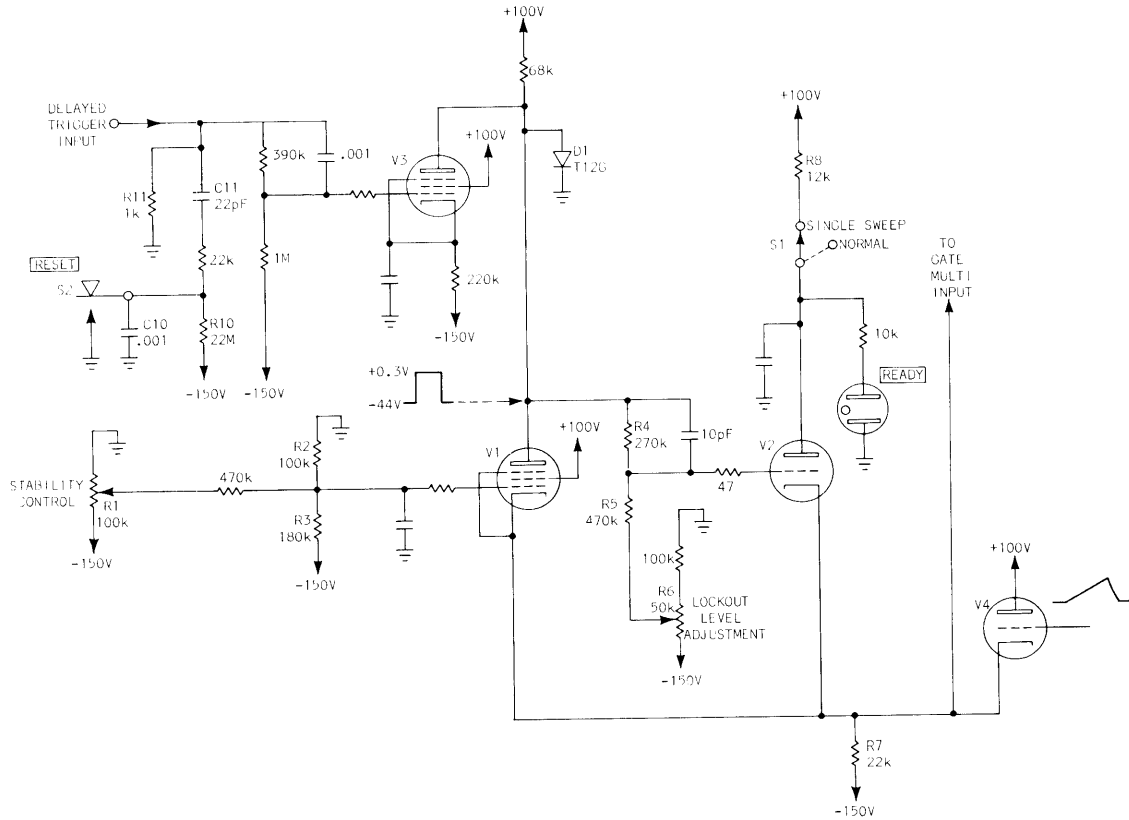 +100V
68k
DELAYED
TRIGGER
INPUT
390k
.001
+100V
V3
D1
T12G
+100V
R8
12k
R11
1k
C11
22pF
SINGLE SWEEP
S1
NORMAL
TO
GATE
MULTI
INPUT
RESET
S2
22k
1M
220k
C10
.001
R10
22M
-150V
-150V
-150V
10k
READY
+0.3V
-44V
R2
100k
V1
+100V
R4
270k
10pF
V2
47
STABILITY
CONTROL
R1
100k
470k
R3
180k
R5
470k
-150V
-150V
100k
R6
50k
LOCKOUT
LEVEL
ADJUSTMENT
-150V
+100V
V4
R7
22k
-150V